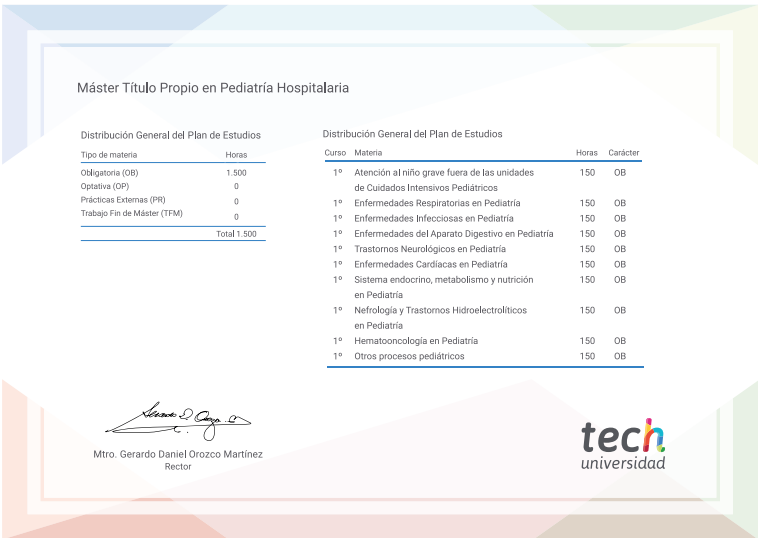 Máster Título Propio en Pediatría Hospitalaria
Distribución General del Plan de Estudios
Tipo de materia Horas
Obligatoria (OB) 1.500
Optativa (OP) 0
Prácticas Externas (PR) 0
Trabajo Fin de Máster (TFM) 0
Total 1.500
Distribución General del Plan de Estudios
Curso Materia Horas Carácter
1º Atención al niño grave fuera de las unidades 150 OB
de Cuidados Intensivos Pediátricos
1º Enfermedades Respiratorias en Pediatría 150 OB
1º Enfermedades Infecciosas en Pediatría 150 OB
1º Enfermedades del Aparato Digestivo en Pediatría 150 OB
1º Trastornos Neurológicos en Pediatría 150 OB
1º Enfermedades Cardíacas en Pediatría 150 OB
1º Sistema endocrino, metabolismo y nutrición 150 OB
en Pediatría
1º Nefrología y Trastornos Hidroelectrolíticos 150 OB
en Pediatría
1º Hematooncología en Pediatría 150 OB
1º Otros procesos pediátricos 150 OB
Mtro. Gerardo Daniel Orozco Martínez
Rector
tech
universidad